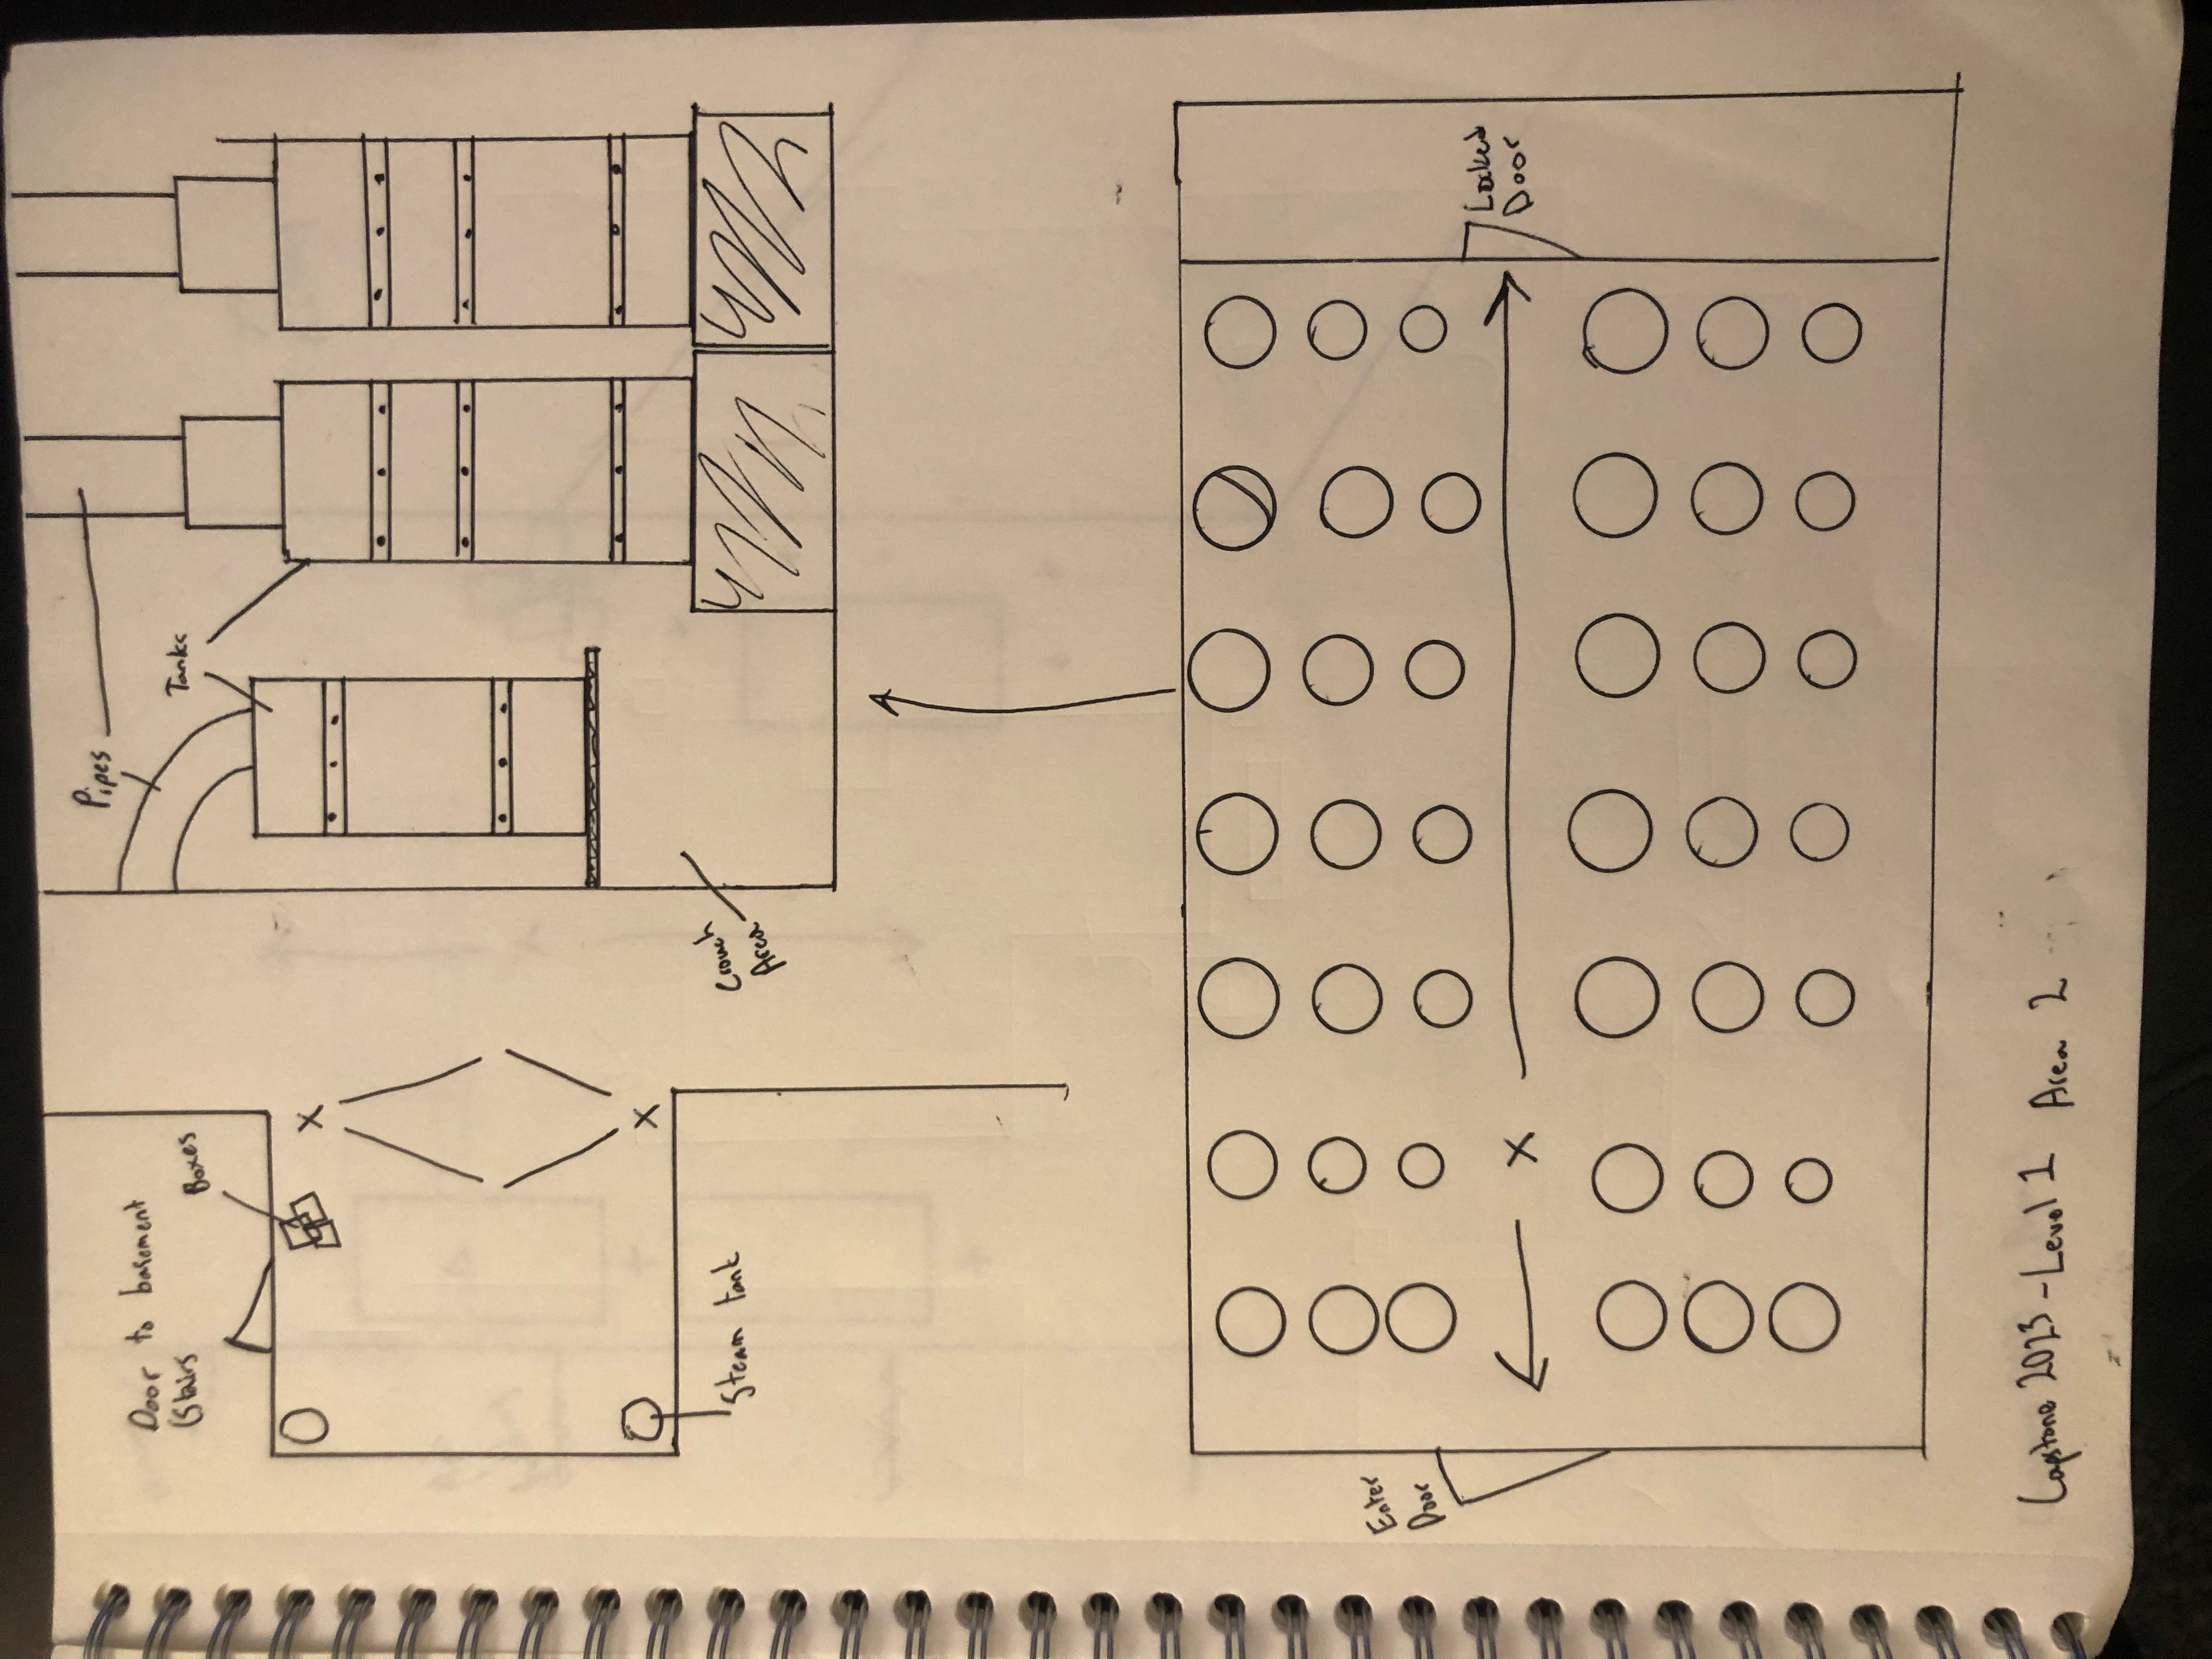 Door to basement
(Stairs
Boxes
Steam tank
Pipes
Tanks
Crouch
Area
Enter
Door
X
X
X
Locked
Door
Capstone 2023 - Level 1 Area 2